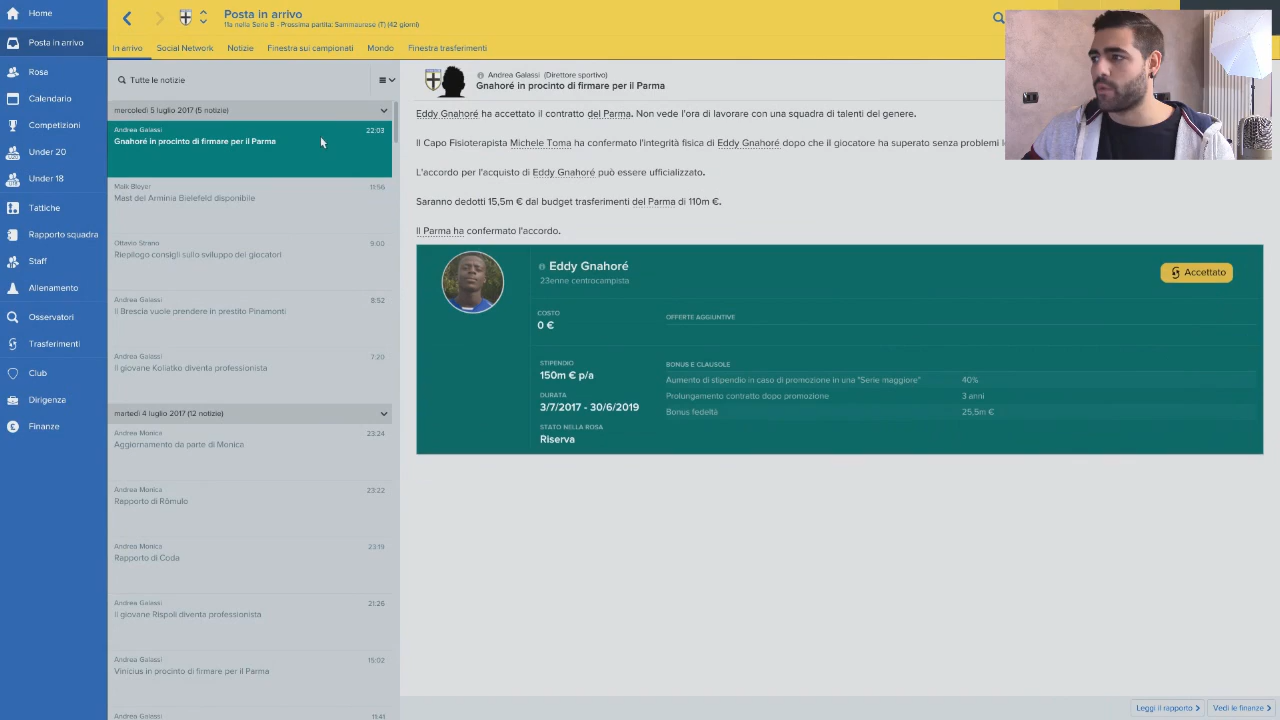 Home
Posta in arrivo
Rosa
Calendario
Competizioni
Under 20
Under 18
Tattiche
Rapporto squadra
Staff
Allenamento
Osservatori
Trasferimenti
Club
Dirigenza
Finanze
Posta in arrivo
11a nella Serie B - Prossima partita: Sammaurese (T) (42 giorni)
In arrivo
Social Network
Notizie
Finestra sui campionati
Mondo
Finestra trasferimenti
Tutte le notizie
mercoledì 5 luglio 2017 (5 notizie)
Andrea Galassi 22:03
Gnahoré in procinto di firmare per il Parma
Maik Bleyer 11:56
Mast del Arminia Bielefeld disponibile
Ottavio Strano 9:00
Riepilogo consigli sullo sviluppo dei giocatori
Andrea Galassi 8:52
Il Brescia vuole prendere in prestito Pinamonti
Andrea Galassi 7:20
Il giovane Koliatko diventa professionista
martedì 4 luglio 2017 (12 notizie)
Andrea Monica 23:24
Aggiornamento da parte di Monica
Andrea Monica 23:22
Rapporto di Rômulo
Andrea Monica 23:19
Rapporto di Coda
Andrea Galassi 21:26
Il giovane Rispoli diventa professionista
Andrea Galassi 15:02
Vinicius in procinto di firmare per il Parma
Andrea Galassi 11:41
Andrea Galassi (Direttore sportivo)
Gnahoré in procinto di firmare per il Parma
Eddy Gnahoré ha accettato il contratto del Parma. Non vede l'ora di lavorare con una squadra di talenti del genere.
Il Capo Fisioterapista Michele Toma ha confermato l'integrità fisica di Eddy Gnahoré dopo che il giocatore ha superato senza problemi
L'accordo per l'acquisto di Eddy Gnahoré può essere ufficializzato.
Saranno dedotti 15,5m € dal budget trasferimenti del Parma di 110m €.
Il Parma ha confermato l'accordo.
Eddy Gnahoré
23enne centrocampista
Accettato
COSTO
0 €
OFFERTE AGGIUNTIVE
STIPENDIO
150m € p/a
DURATA
3/7/2017 - 30/6/2019
STATO NELLA ROSA
Riserva
BONUS E CLAUSOLE
Aumento di stipendio in caso di promozione in una "Serie maggiore" 40%
Prolungamento contratto dopo promozione 3 anni
Bonus fedeltà 25,5m €
Leggi il rapporto
Vedi le finanze